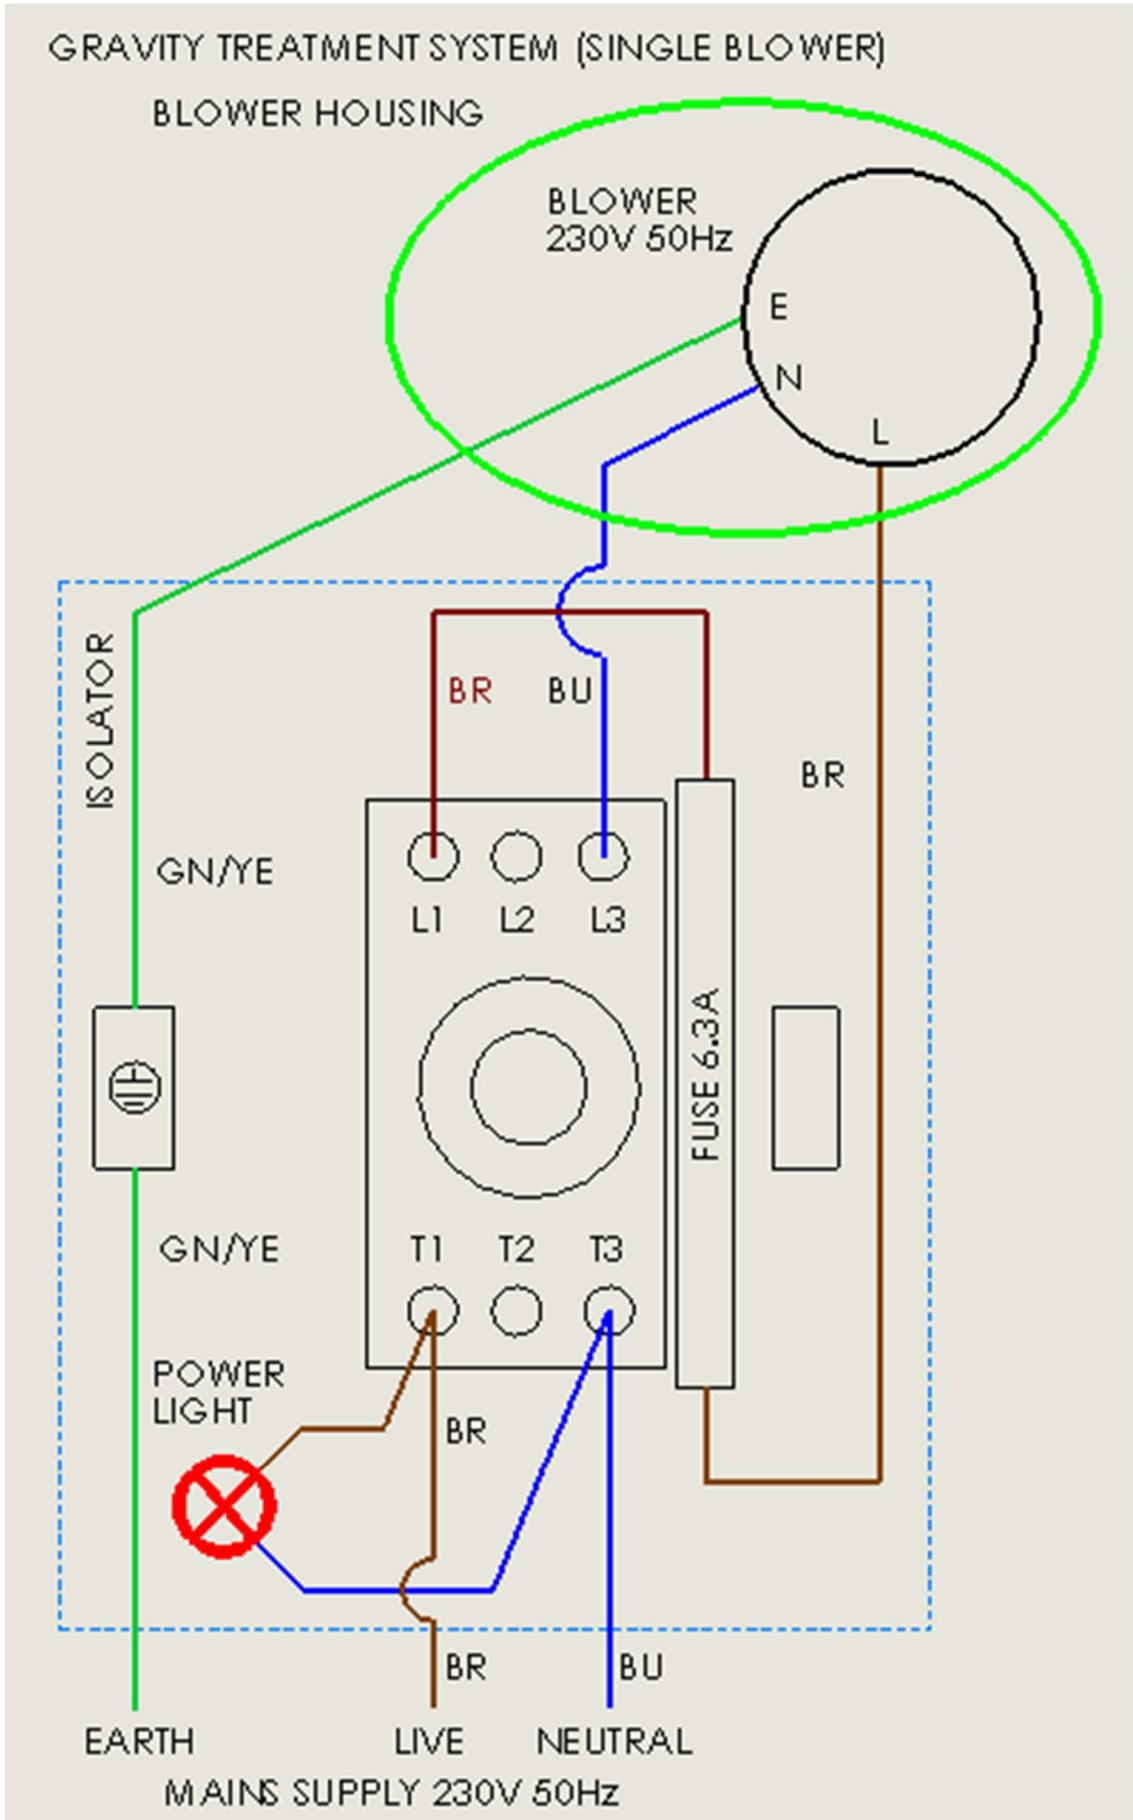 GRAVITY TREATMENT SYSTEM (SINGLE BLOWER)
BLOWER HOUSING
BLOWER
230V 50Hz
E
N
L
ISOLATOR
BR
BU
BR
GN/YE
L1
L2
L3
FUSE 6.3A
GN/YE
T1
T2
T3
POWER
LIGHT
BR
BR
BU
EARTH
LIVE
NEUTRAL
MAINS SUPPLY 230V 50Hz